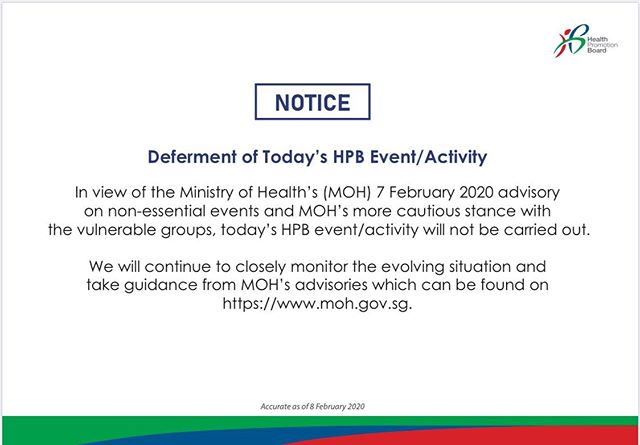 Health
Promotion
Board
NOTICE
Deferment of Today's HPB Event/Activity
In view of the Ministry of Health's (MOH) 7 February 2020 advisory
on non-essential events and MOH's more cautious stance with
the vulnerable groups, today's HPB event/activity will not be carried out.
We will continue to closely monitor the evolving situation and
take guidance from MOH's advisories which can be found on
https://www.moh.gov.sg.
Accurate as of 8 February 2020